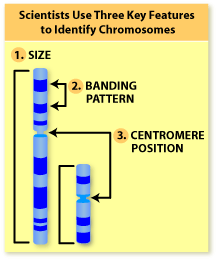 Scientists Use Three Key Features
to Identify Chromosomes
1. SIZE
2. BANDING
PATTERN
3. CENTROMERE
POSITION